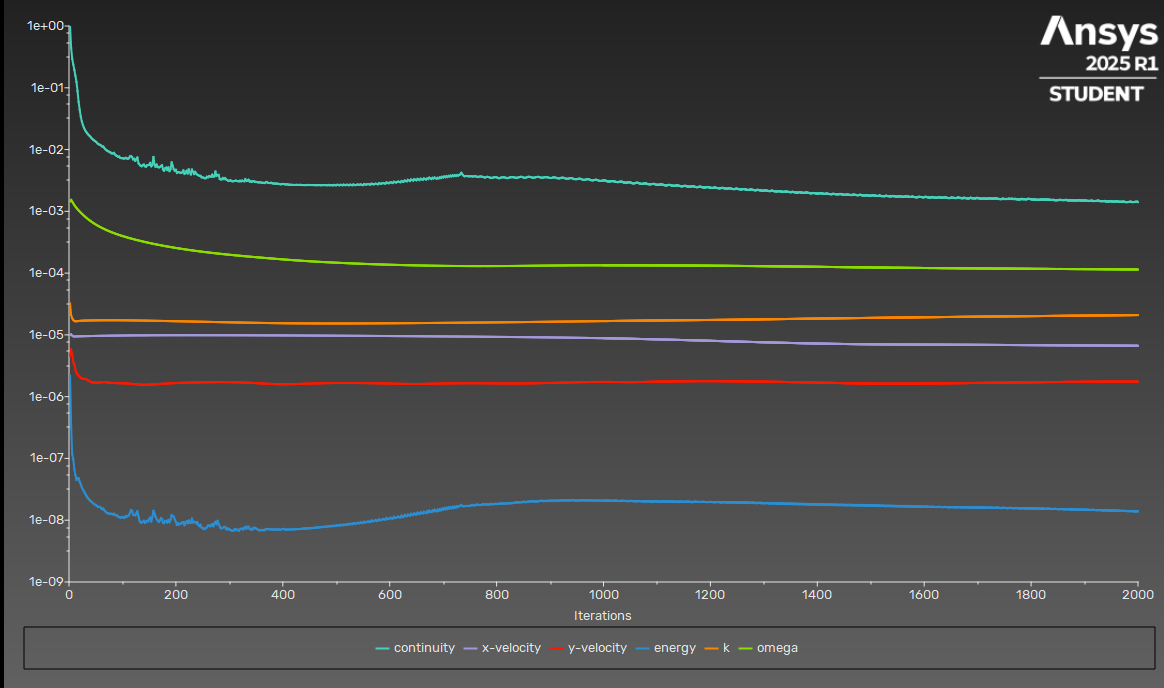 Ansys
2025 R1
STUDENT
1e+00
1e-01
1e-02
1e-03
1e-04
1e-05
1e-06
1e-07
1e-08
1e-09
0 200 400 600 800 1000 1200 1400 1600 1800 2000
Iterations
continuity x-velocity y-velocity energy k omega